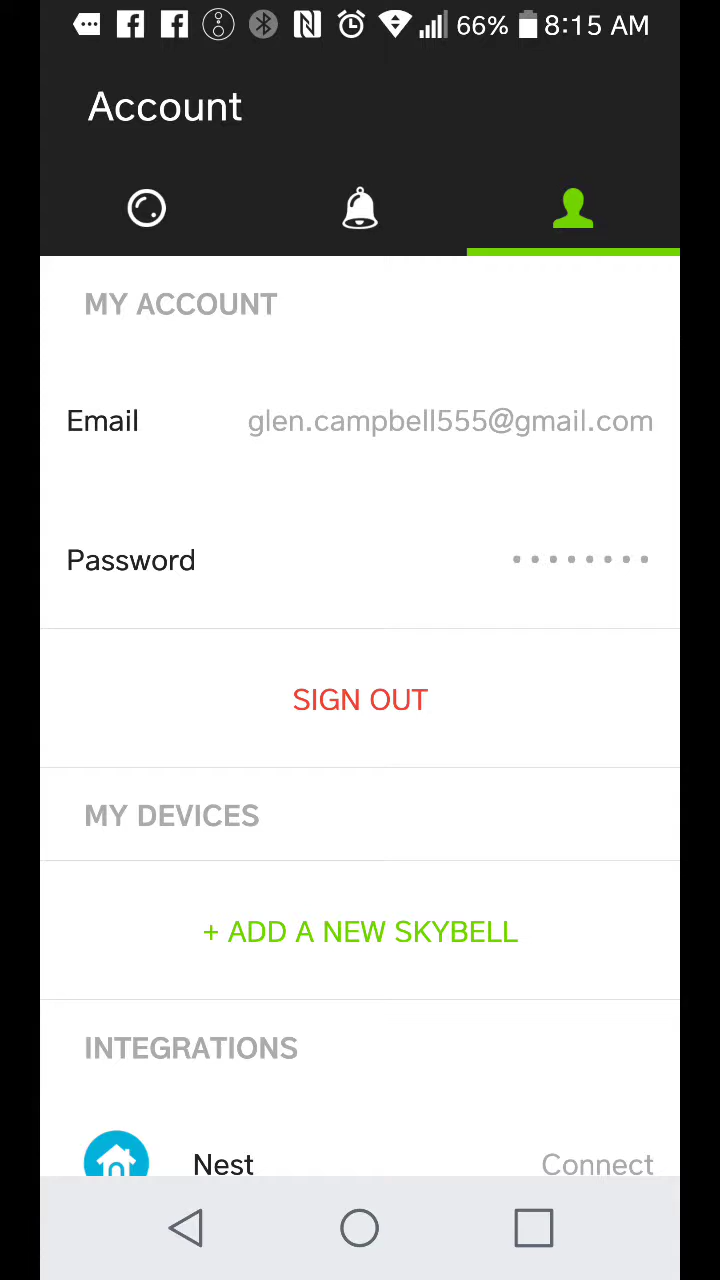 66% 8:15 AM
Account
MY ACCOUNT
Email glen.campbell555@gmail.com
Password ••••••••
SIGN OUT
MY DEVICES
+ ADD A NEW SKYBELL
INTEGRATIONS
Nest Connect